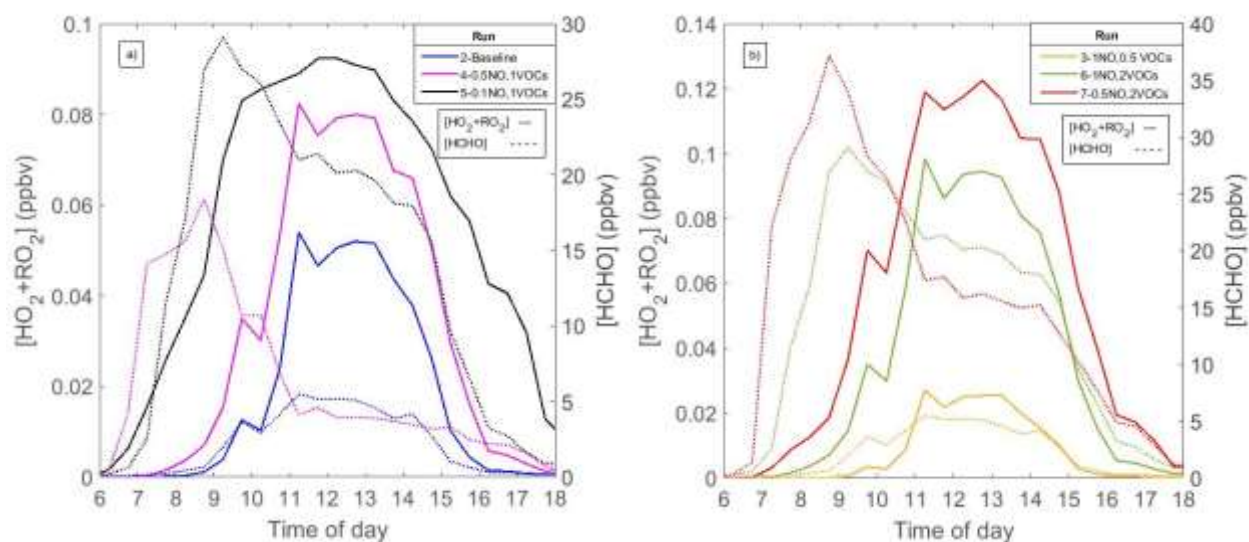 a)
Run
2-Baseline
4-0.5NO,1VOCs
5-0.1NO,1VOCs
[HO2+RO2]
[HCHO]
0.1
0.08
0.06
0.04
0.02
0
[HO2+RO2] (ppbv)
30
25
20
15
10
5
0
[HCHO] (ppbv)
6 7 8 9 10 11 12 13 14 15 16 17 18
Time of day
b)
Run
3-1NO,0.5 VOCs
6-1NO,2VOCs
7-0.5NO,2VOCs
[HO2+RO2]
[HCHO]
0.14
0.12
0.1
0.08
0.06
0.04
0.02
0
[HO2+RO2] (ppbv)
40
35
30
25
20
15
10
5
0
[HCHO] (ppbv)
6 7 8 9 10 11 12 13 14 15 16 17 18
Time of day